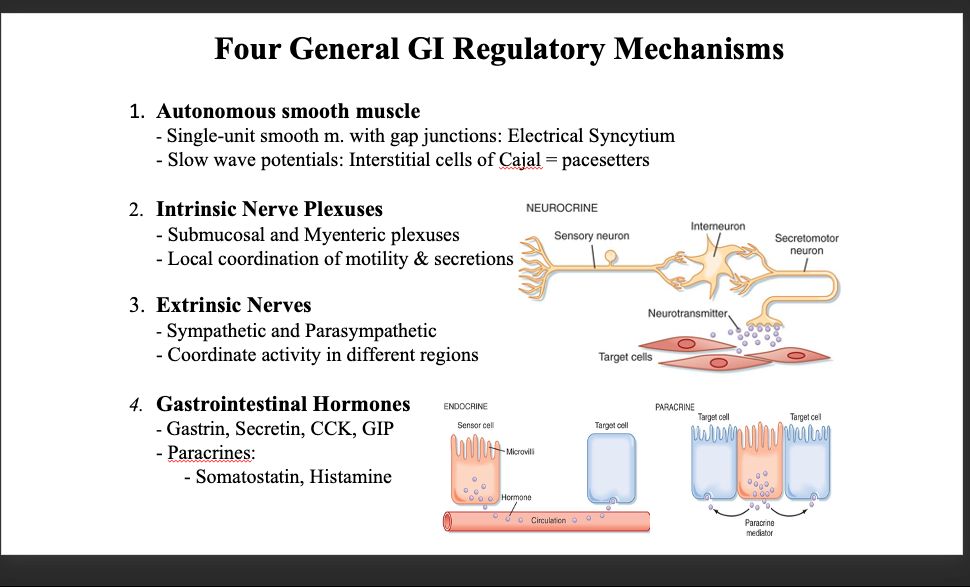 Four General GI Regulatory Mechanisms
1. Autonomous smooth muscle
- Single-unit smooth m. with gap junctions: Electrical Syncytium
- Slow wave potentials: Interstitial cells of Cajal = pacesetters
2. Intrinsic Nerve Plexuses
- Submucosal and Myenteric plexuses
- Local coordination of motility & secretions
3. Extrinsic Nerves
- Sympathetic and Parasympathetic
- Coordinate activity in different regions
4. Gastrointestinal Hormones
- Gastrin, Secretin, CCK, GIP
- Paracrines:
- Somatostatin, Histamine
NEUROCRINE
Sensory neuron
Interneuron
Secretomotor
neuron
Neurotransmitter
Target cells
ENDOCRINE
Sensor cell
Target cell
Microvilli
Hormone
Circulation
PARACRINE
Target cell
Target cell
Paracrine
mediator